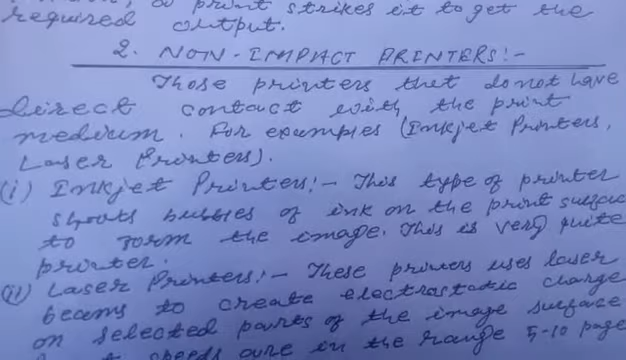 or print strikes it to get the
required output.
2. NON-IMPACT PRINTERS:-
Those printers that do not have
direct contact with the print
medium. For examples (Inkjet Printers,
Laser Printers).
(i) Inkjet Printers:- This type of printer
shoots bubbles of ink on the print surface
to form the image. This is very quite
printer.
(ii) Laser Printers:- These printers uses laser
beams to create electrostatic charge
on selected parts of the image surface
speeds are in the range 5-10 page